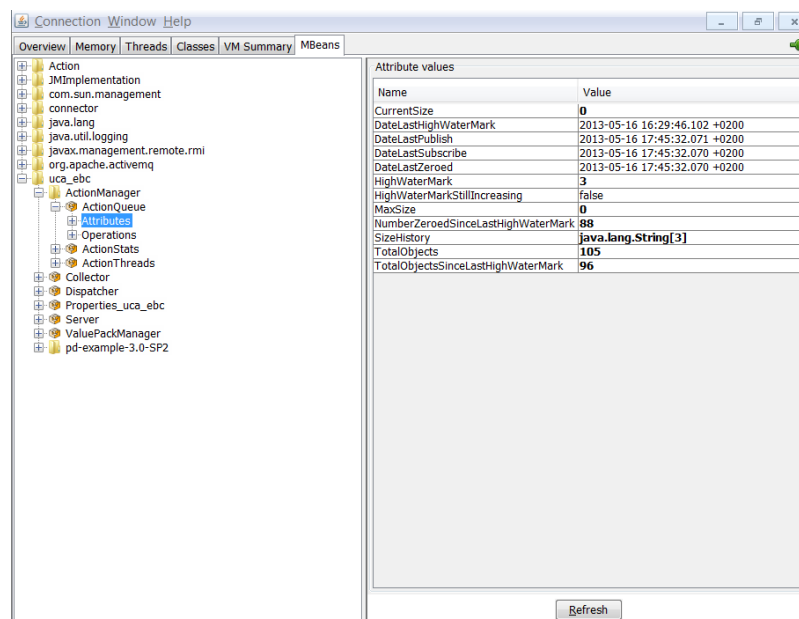 Connection Window Help
Overview Memory Threads Classes VM Summary MBeans
Action
JMImplementation
com.sun.management
connector
java.lang
java.util.logging
javax.management.remote.rmi
org.apache.activemq
uca_ebc
ActionManager
ActionQueue
Attributes
Operations
ActionStats
ActionThreads
Collector
Dispatcher
Properties_uca_ebc
Server
ValuePackManager
pd-example-3.0-SP2
Attribute values
Name Value
CurrentSize 0
DateLastHighWaterMark 2013-05-16 16:29:46.102 +0200
DateLastPublish 2013-05-16 17:45:32.071 +0200
DateLastSubscribe 2013-05-16 17:45:32.070 +0200
DateLastZeroed 2013-05-16 17:45:32.070 +0200
HighWaterMark 3
HighWaterMarkStillIncreasing false
MaxSize 0
NumberZeroedSinceLastHighWaterMark 88
SizeHistory java.lang.String[3]
TotalObjects 105
TotalObjectsSinceLastHighWaterMark 96
Refresh